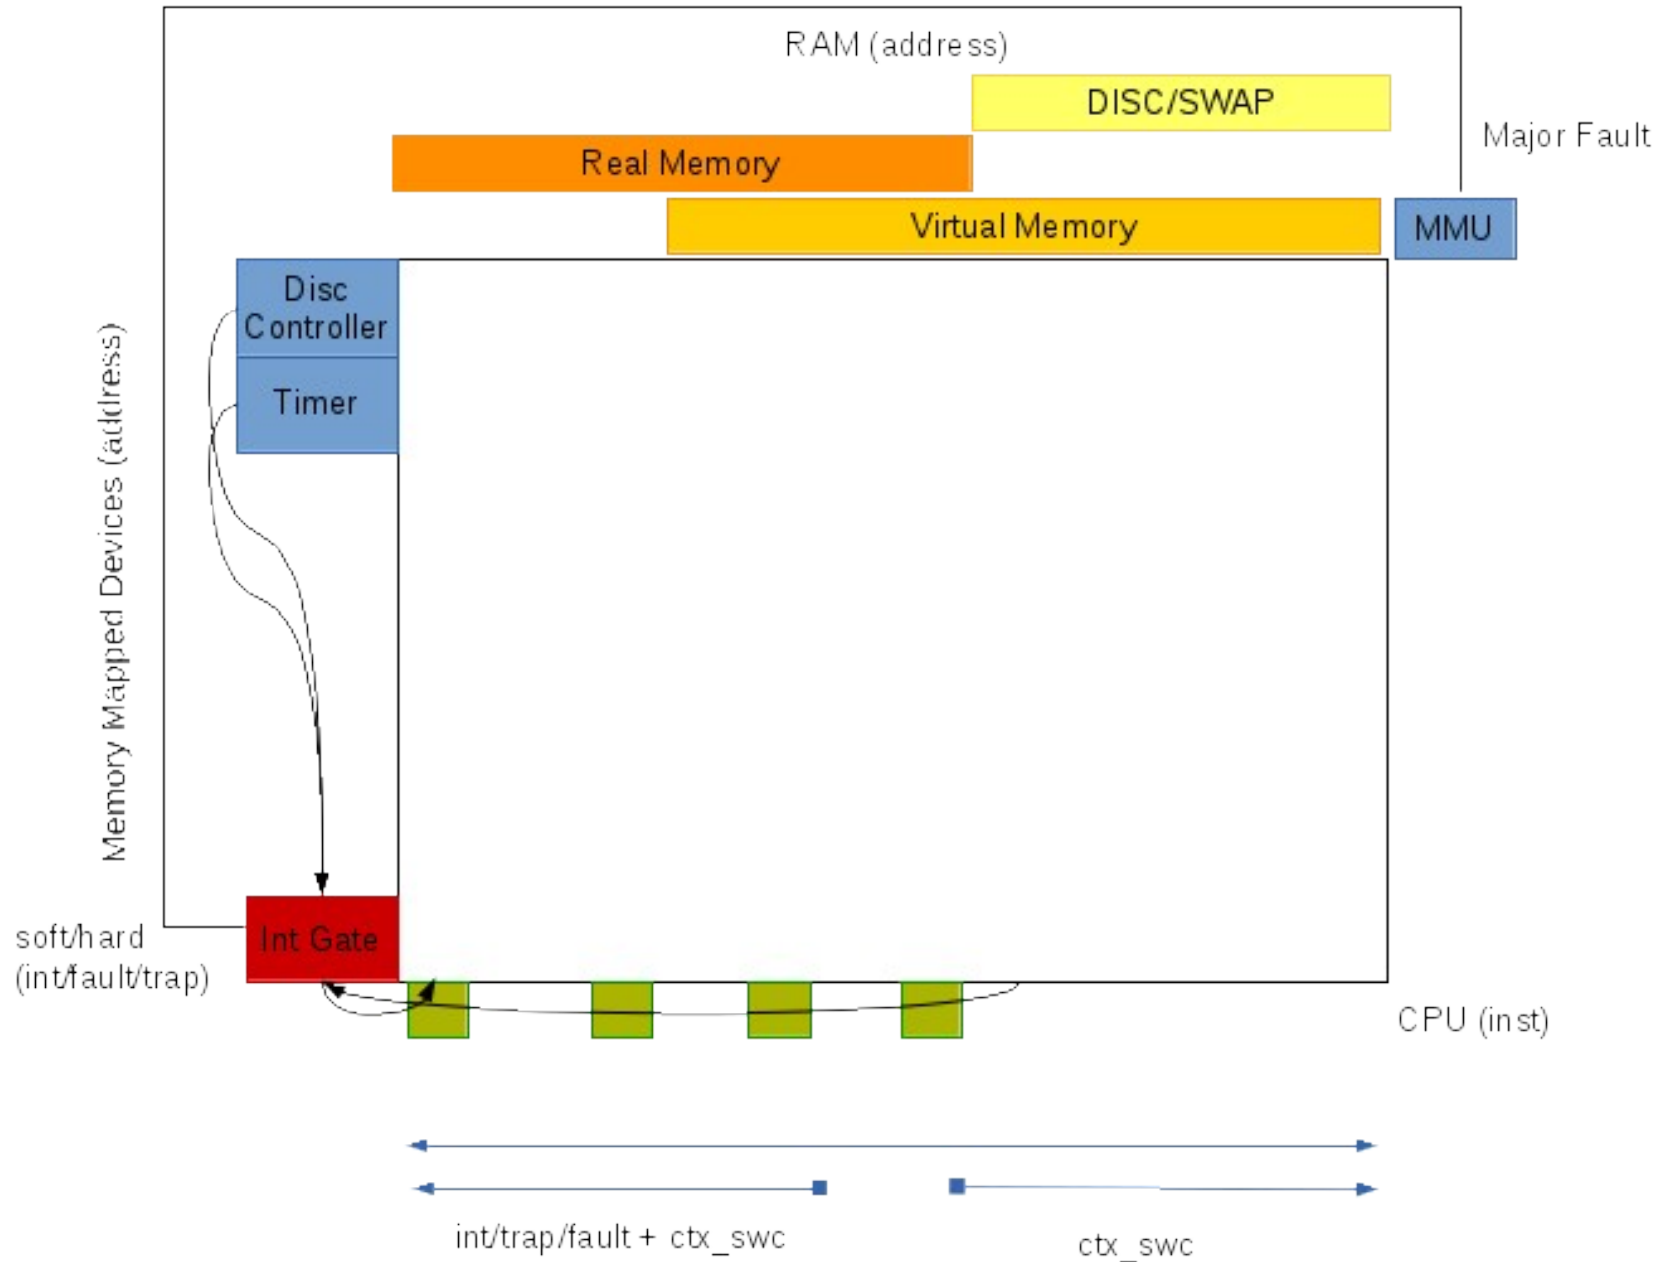 RAM (address)
DISC/SWAP
Major Fault
Real Memory
Virtual Memory
MMU
Disc
Controller
Timer
Memory Mapped Devices (address)
soft/hard
(int/fault/trap)
Int Gate
CPU (inst)
int/trap/fault + ctx_swc
ctx_swc